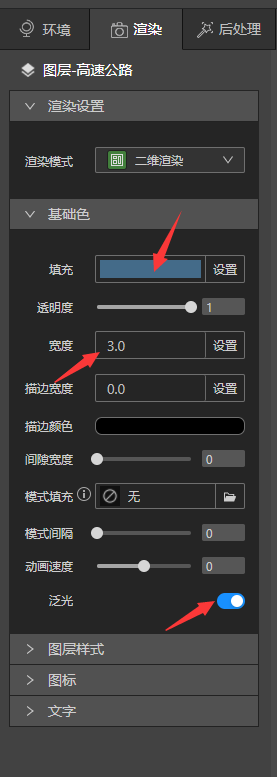 环境 渲染 后处理
图层-高速公路
渲染设置
渲染模式 二维渲染
基础色
填充 设置
透明度 1
宽度 3.0 设置
描边宽度 0.0 设置
描边颜色
间隙宽度 0
模式填充 无
模式间隔 0
动画速度 0
泛光
图层样式
图标
文字